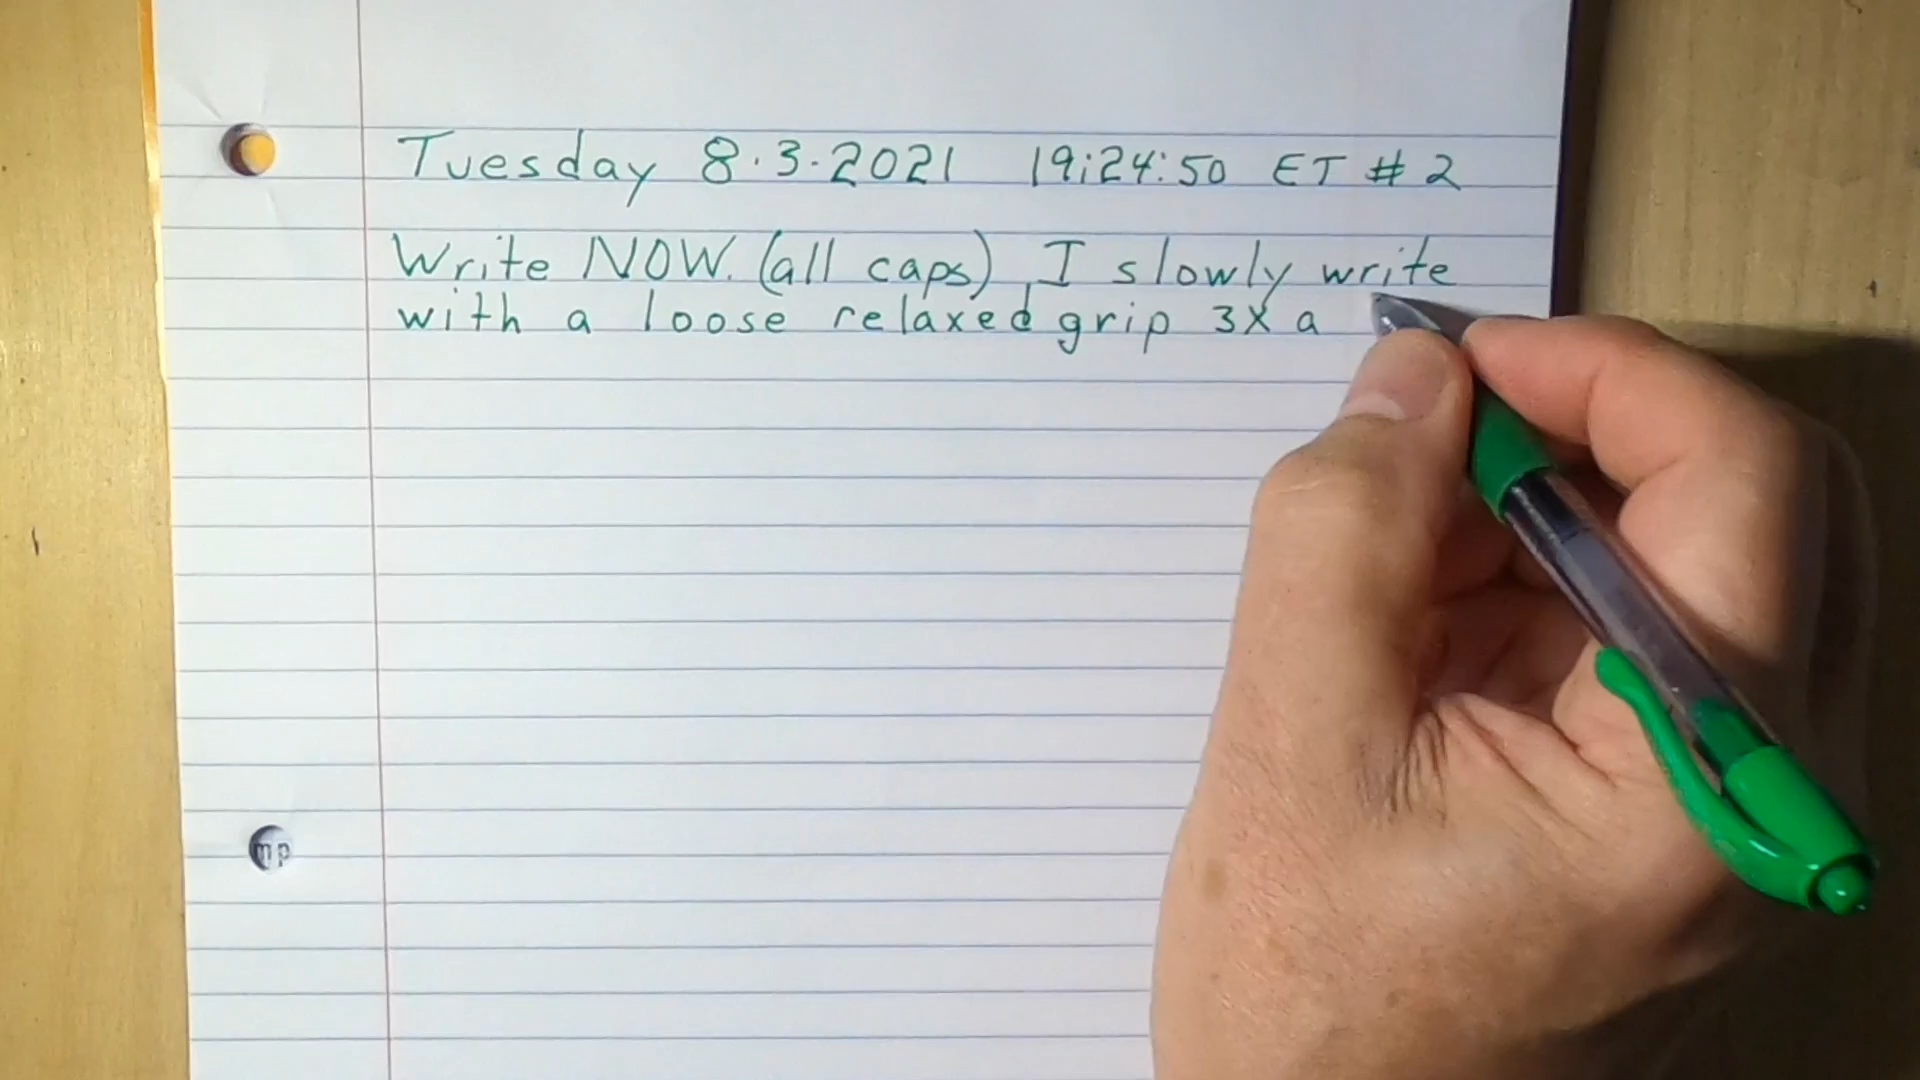 Tuesday 8.3.2021 19:24:50 ET #2
Write NOW. (all caps) I slowly write
with a loose relaxed grip 3X a
mp